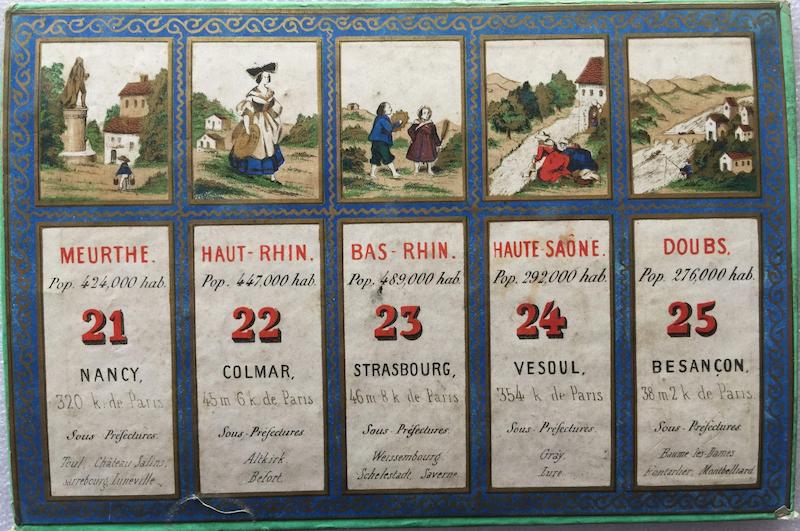 MEURTHE.
Pop. 424,000 hab.
21
NANCY,
320 k. de Paris
Sous-Préfectures.
Toul, Château Salins,
Sarrebourg, Lunéville.
HAUT-RHIN.
Pop. 447,000 hab.
22
COLMAR,
45 m 6 k. de Paris.
Sous-Préfectures
Altkirk
Befort.
BAS-RHIN.
Pop. 489,000 hab.
23
STRASBOURG,
46 m 8 k de Paris.
Sous-Préfectures.
Weissembourg
Schelestadt, Saverne
HAUTE-SAÔNE.
Pop. 292,000 hab.
24
VESOUL,
354 k de Paris.
Sous-Préfectures.
Gray.
Lure.
DOUBS.
Pop. 276,000 hab.
25
BESANÇON,
38 m 2 k de Paris.
Sous-Préfectures.
Baume-les-Dames
Pontarlier, Montbelliard.